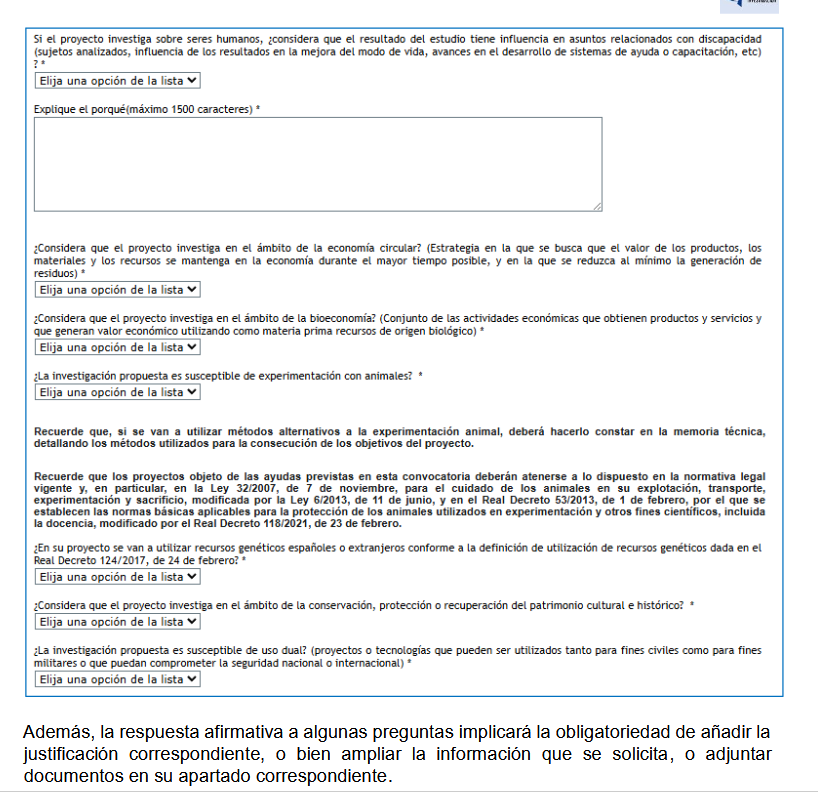 Si el proyecto investiga sobre seres humanos, ¿considera que el resultado del estudio tiene influencia en asuntos relacionados con discapacidad
(sujetos analizados, influencia de los resultados en la mejora del modo de vida, avances en el desarrollo de sistemas de ayuda o capacitación, etc)
? *
Elija una opción de la lista
Explique el porqué(máximo 1500 caracteres) *
¿Considera que el proyecto investiga en el ámbito de la economía circular? (Estrategia en la que se busca que el valor de los productos, los
materiales y los recursos se mantenga en la economía durante el mayor tiempo posible, y en la que se reduzca al mínimo la generación de
residuos) *
Elija una opción de la lista
¿Considera que el proyecto investiga en el ámbito de la bioeconomía? (Conjunto de las actividades económicas que obtienen productos y servicios y
que generan valor económico utilizando como materia prima recursos de origen biológico) *
Elija una opción de la lista
¿La investigación propuesta es susceptible de experimentación con animales? *
Elija una opción de la lista
Recuerde que, si se van a utilizar métodos alternativos a la experimentación animal, deberá hacerlo constar en la memoria técnica,
detallando los métodos utilizados para la consecución de los objetivos del proyecto.
Recuerde que los proyectos objeto de las ayudas previstas en esta convocatoria deberán atenerse a lo dispuesto en la normativa legal
vigente y, en particular, en la Ley 32/2007, de 7 de noviembre, para el cuidado de los animales en su explotación, transporte,
experimentación y sacrificio, modificada por la Ley 6/2013, de 11 de junio, y en el Real Decreto 53/2013, de 1 de febrero, por el que se
establecen las normas básicas aplicables para la protección de los animales utilizados en experimentación y otros fines científicos, incluida
la docencia, modificado por el Real Decreto 118/2021, de 23 de febrero.
¿En su proyecto se van a utilizar recursos genéticos españoles o extranjeros conforme a la definición de utilización de recursos genéticos dada en el
Real Decreto 124/2017, de 24 de febrero? *
Elija una opción de la lista
¿Considera que el proyecto investiga en el ámbito de la conservación, protección o recuperación del patrimonio cultural e histórico? *
Elija una opción de la lista
¿La investigación propuesta es susceptible de uso dual? (proyectos o tecnologías que pueden ser utilizados tanto para fines civiles como para fines
militares o que puedan comprometer la seguridad nacional o internacional) *
Elija una opción de la lista
Además, la respuesta afirmativa a algunas preguntas implicará la obligatoriedad de añadir la
justificación correspondiente, o bien ampliar la información que se solicita, o adjuntar
documentos en su apartado correspondiente.